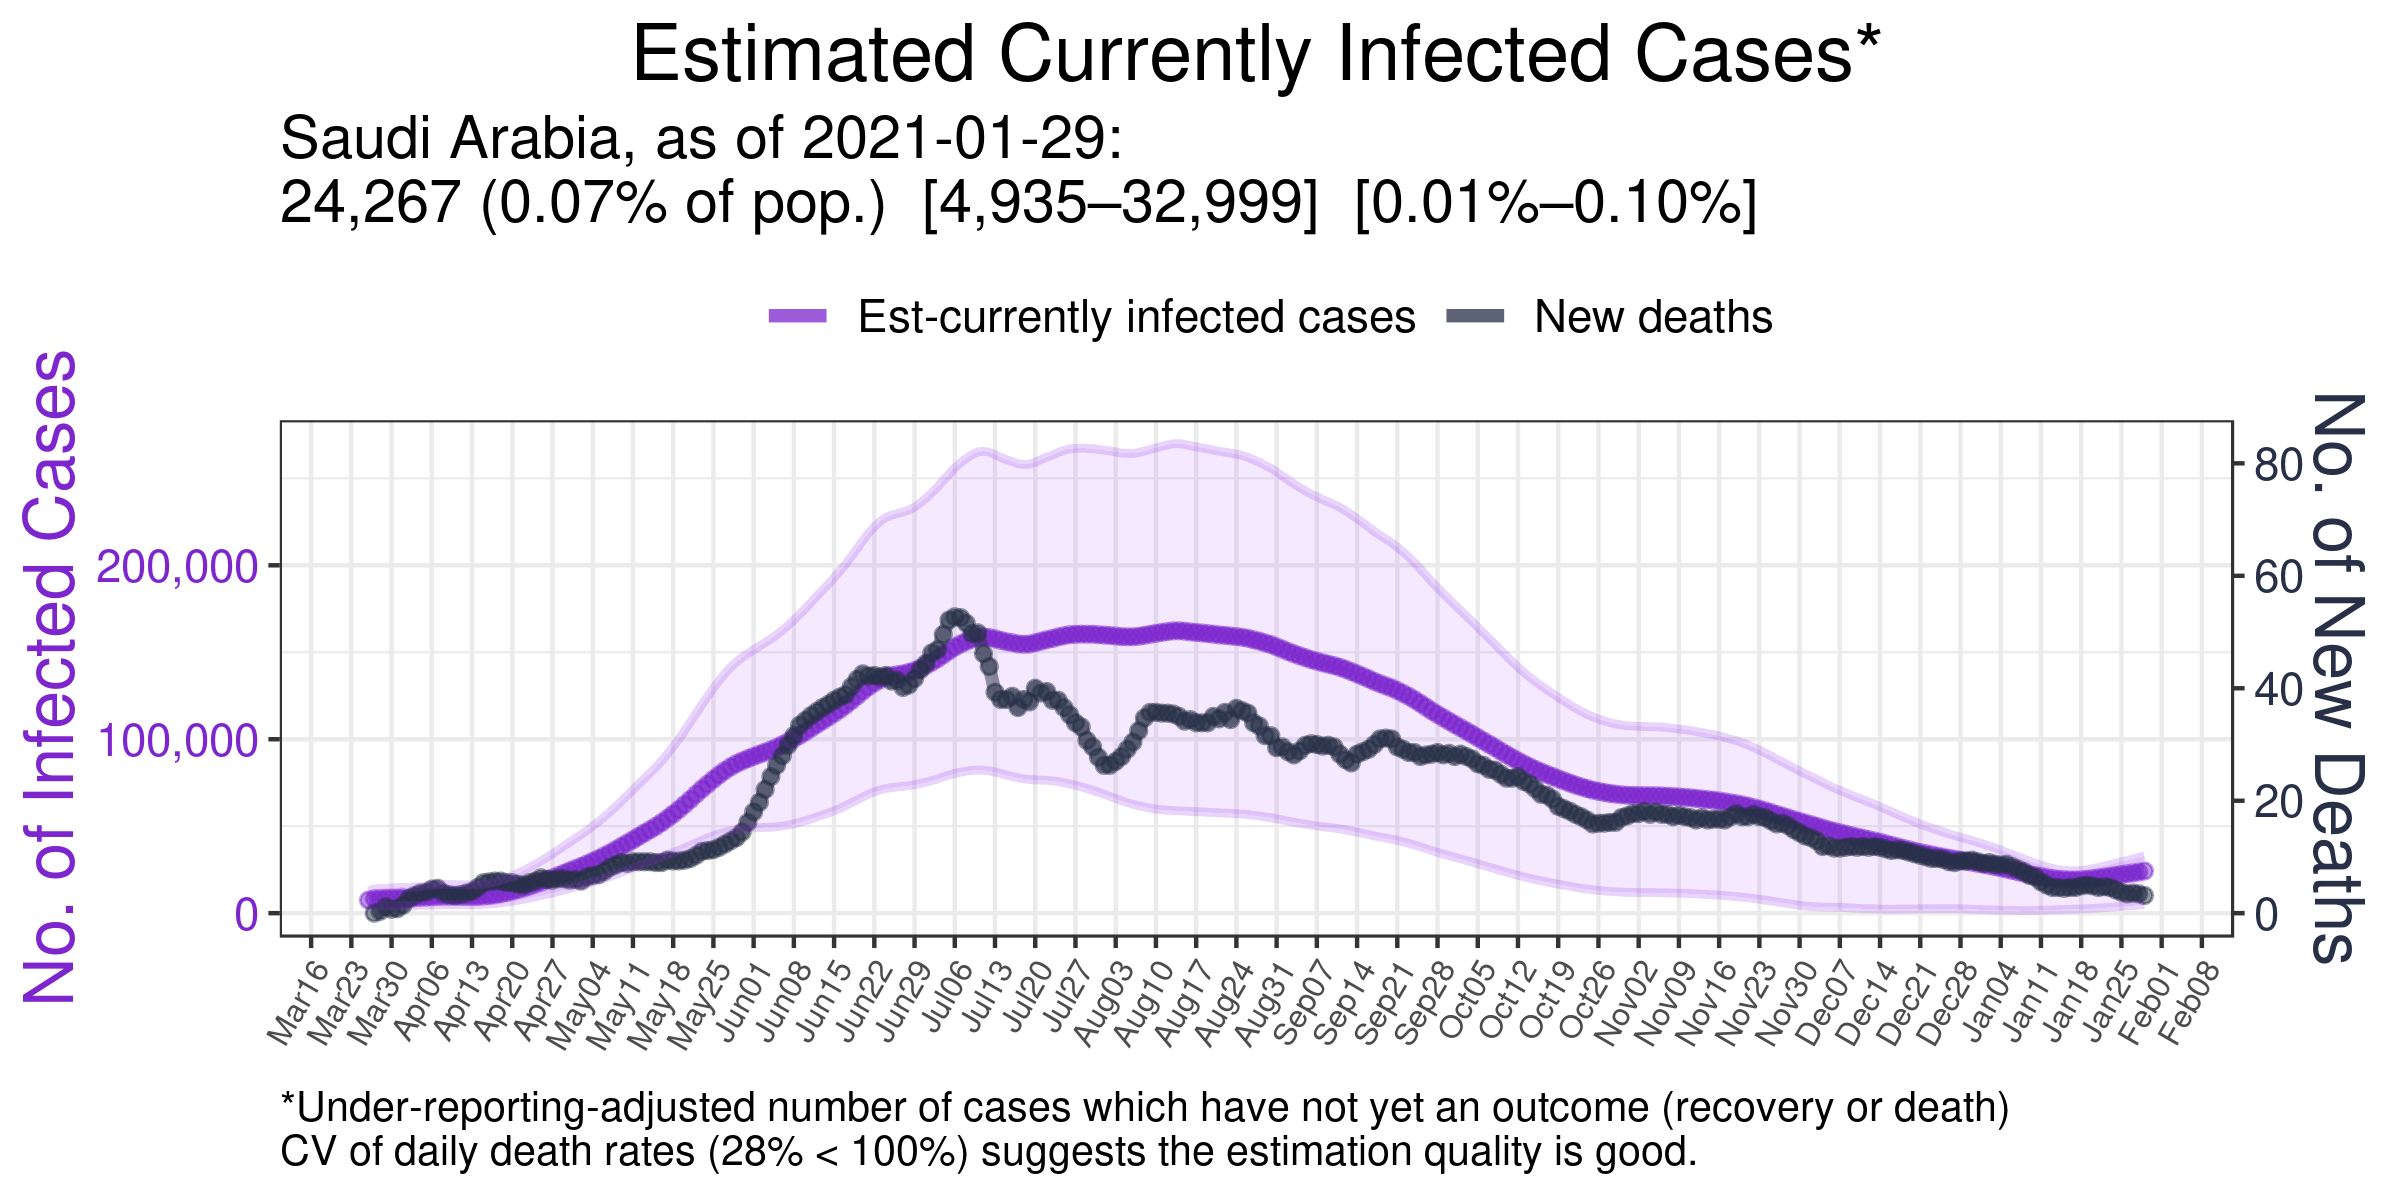 Estimated Currently Infected Cases*
Saudi Arabia, as of 2021-01-29:
24,267 (0.07% of pop.) [4,935–32,999] [0.01%–0.10%]
Est-currently infected cases
New deaths
No. of Infected Cases
200,000
100,000
0
80
60
40
20
0
No. of New Deaths
Mar16
Mar23
Mar30
Apr06
Apr13
Apr20
Apr27
May04
May11
May18
May25
Jun01
Jun08
Jun15
Jun22
Jun29
Jul06
Jul13
Jul20
Jul27
Aug03
Aug10
Aug17
Aug24
Aug31
Sep07
Sep14
Sep21
Sep28
Oct05
Oct12
Oct19
Oct26
Nov02
Nov09
Nov16
Nov23
Nov30
Dec07
Dec14
Dec21
Dec28
Jan04
Jan11
Jan18
Jan25
Feb01
Feb08
*Under-reporting-adjusted number of cases which have not yet an outcome (recovery or death)
CV of daily death rates (28% < 100%) suggests the estimation quality is good.